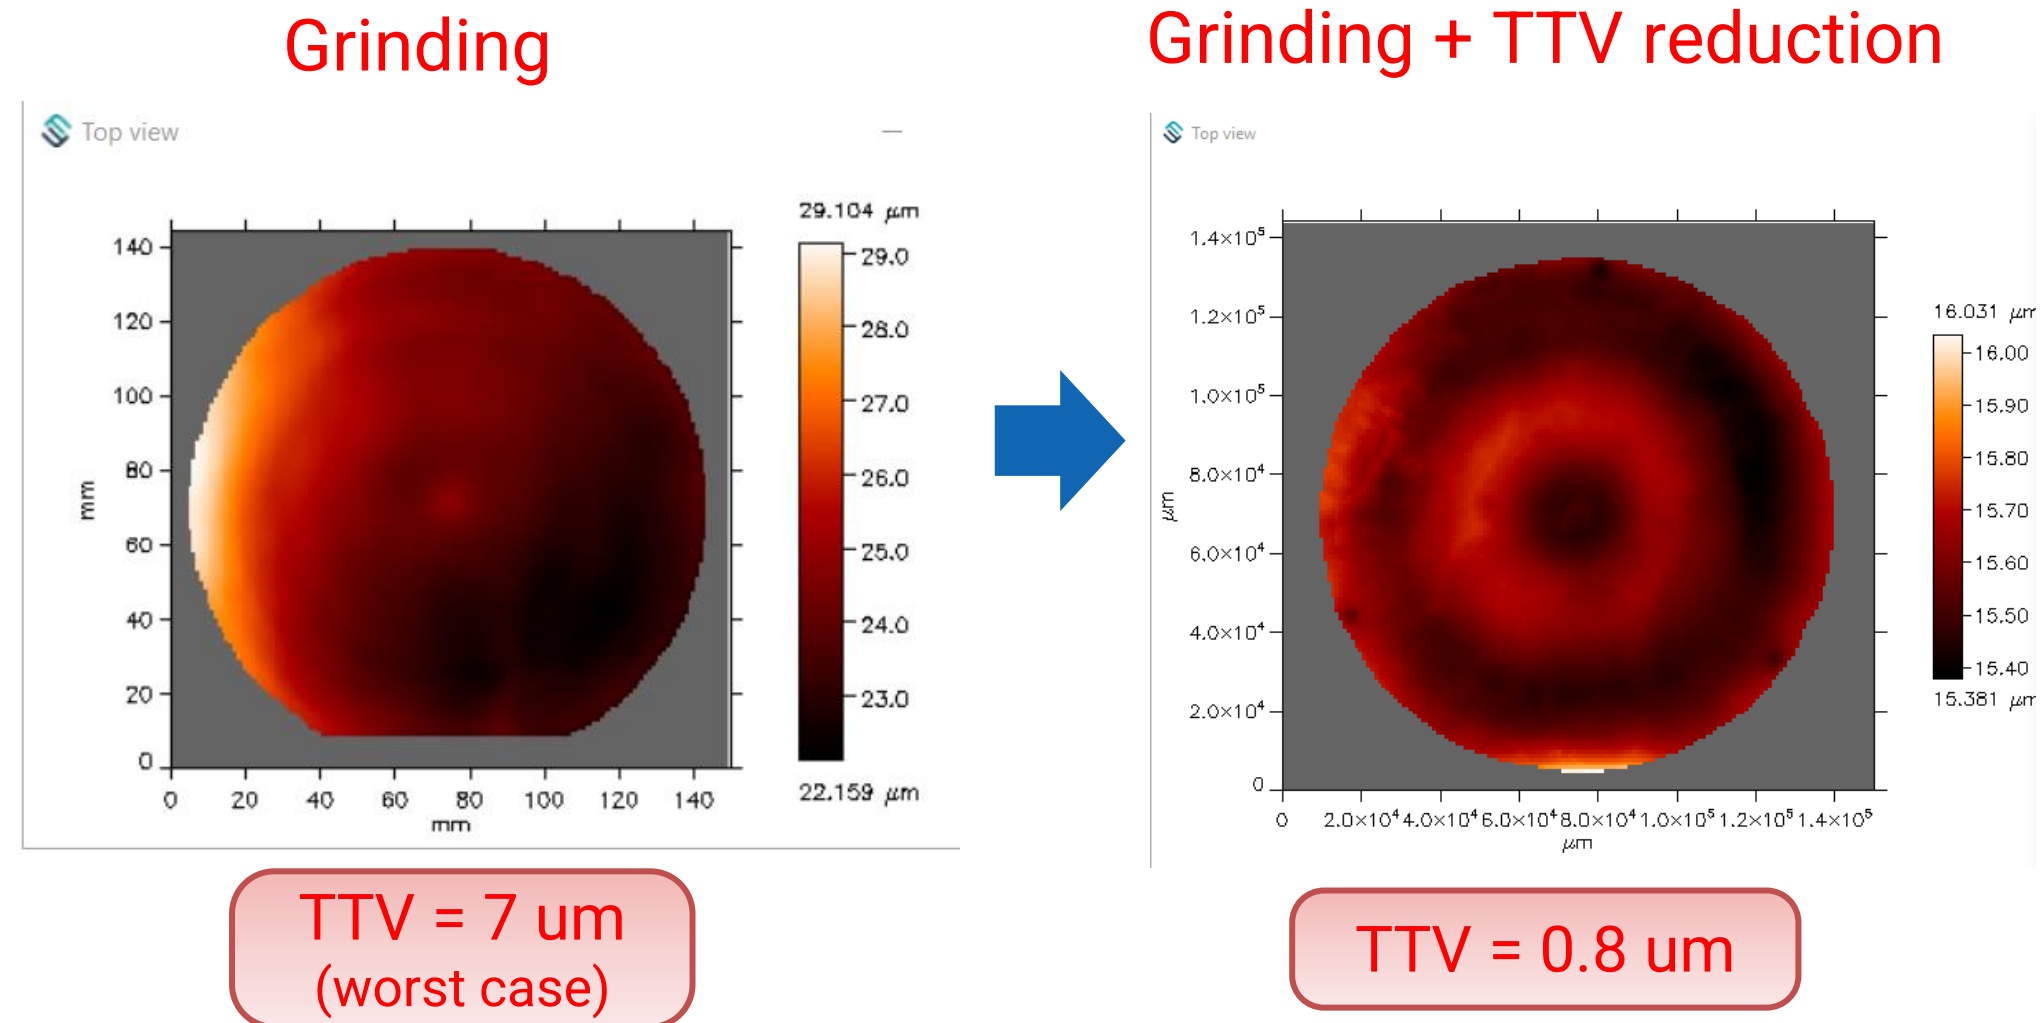 Grinding
Grinding + TTV reduction
Top view
29.104 μm
29.0
28.0
27.0
26.0
25.0
24.0
23.0
22.159 μm
140
120
100
80
60
40
20
0
mm
0 20 40 60 80 100 120 140
mm
TTV = 7 um
(worst case)
Top view
1.4×10⁵
1.2×10⁵
1.0×10⁵
8.0×10⁴
6.0×10⁴
4.0×10⁴
2.0×10⁴
0
μm
0 2.0×10⁴ 4.0×10⁴ 6.0×10⁴ 8.0×10⁴ 1.0×10⁵ 1.2×10⁵ 1.4×10⁵
μm
16.031 μm
16.00
15.90
15.80
15.70
15.60
15.50
15.40
15.381 μm
TTV = 0.8 um